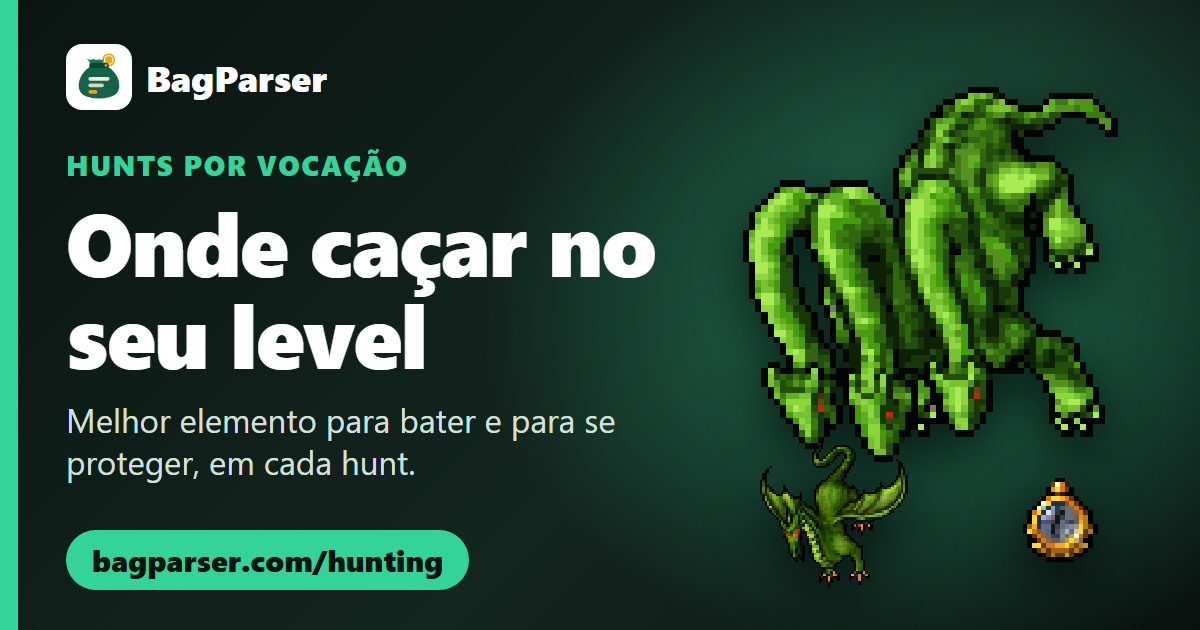 BagParser
HUNTS POR VOCAÇÃO
Onde caçar no
seu level
Melhor elemento para bater e para se
proteger, em cada hunt.
bagparser.com/hunting